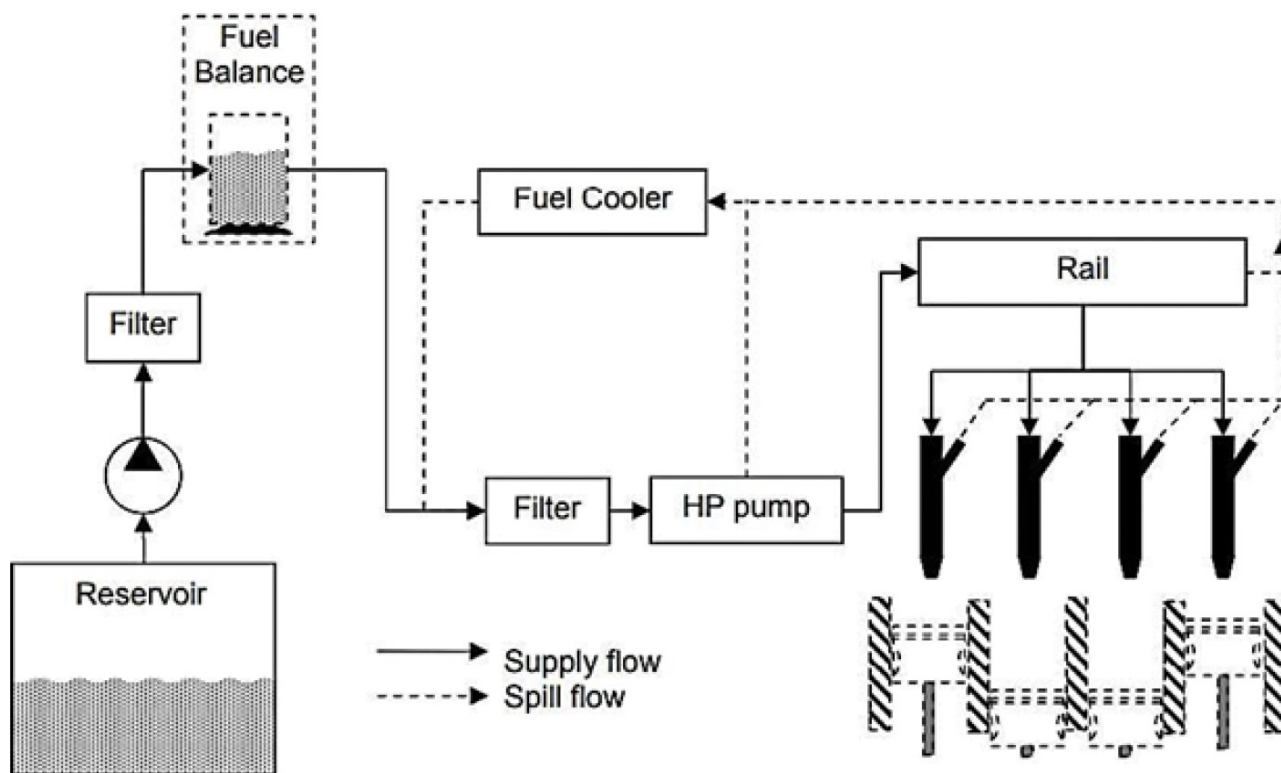 Fuel
Balance
Fuel Cooler
Rail
Filter
Filter
HP pump
Reservoir
Supply flow
Spill flow